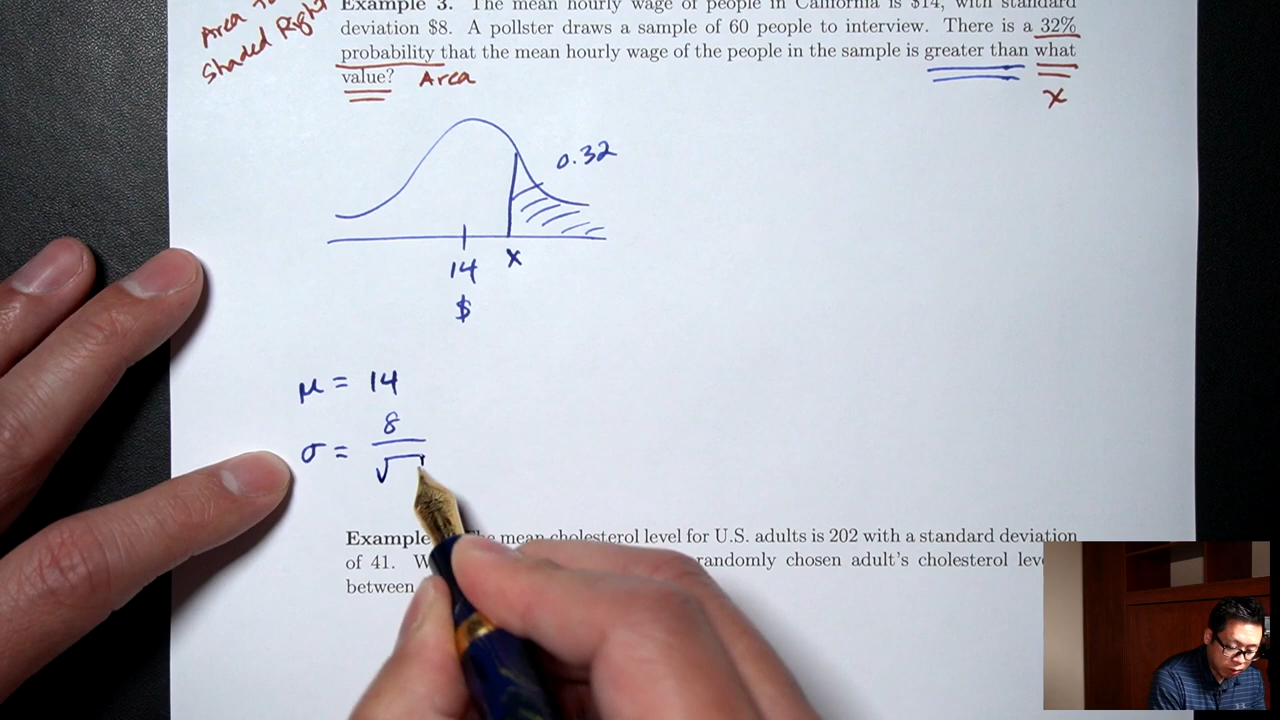 Area To
Shaded Right
Example 3. The mean hourly wage of people in California is $14, with standard
deviation $8. A pollster draws a sample of 60 people to interview. There is a 32%
probability that the mean hourly wage of the people in the sample is greater than what
value? Area
x
0.32
14 x
$
μ = 14
σ = 8/√
Example The mean cholesterol level for U.S. adults is 202 with a standard deviation
of 41. W randomly chosen adult's cholesterol
between